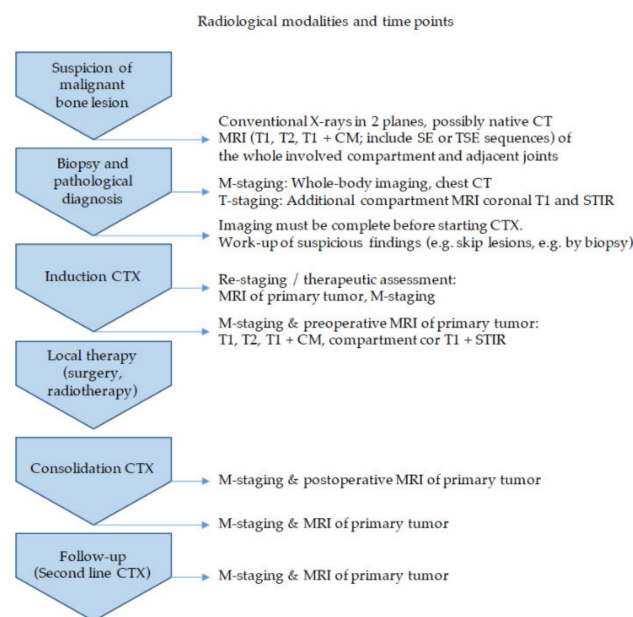 Radiological modalities and time points
Suspicion of
malignant
bone lesion
Conventional X-rays in 2 planes, possibly native CT
MRI (T1, T2, T1 + CM; include SE or TSE sequences) of
the whole involved compartment and adjacent joints
Biopsy and
pathological
diagnosis
M-staging: Whole-body imaging, chest CT
T-staging: Additional compartment MRI coronal T1 and STIR
Imaging must be complete before starting CTX.
Work-up of suspicious findings (e.g. skip lesions, e.g. by biopsy)
Induction CTX
Re-staging / therapeutic assessment:
MRI of primary tumor, M-staging
M-staging & preoperative MRI of primary tumor:
T1, T2, T1 + CM, compartment cor T1 + STIR
Local therapy
(surgery,
radiotherapy)
Consolidation CTX
M-staging & postoperative MRI of primary tumor
M-staging & MRI of primary tumor
Follow-up
(Second line CTX)
M-staging & MRI of primary tumor